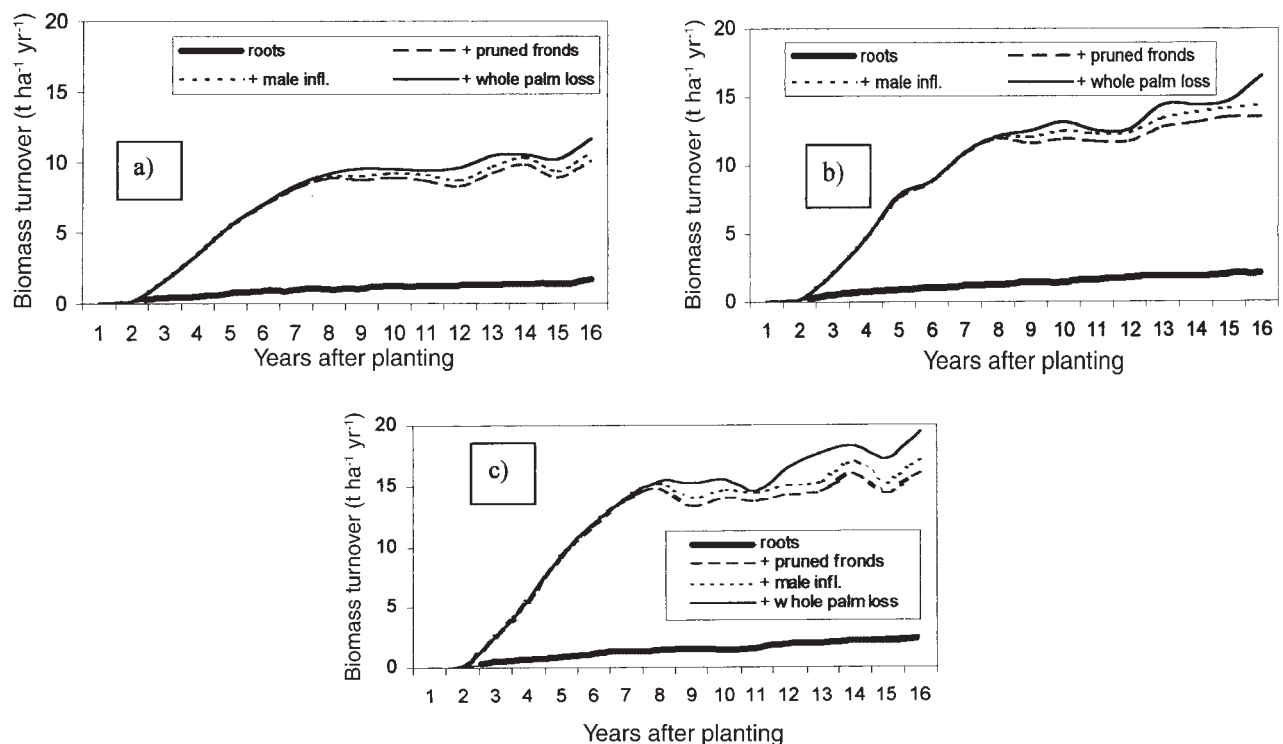 20
15
10
5
0
Biomass turnover (t ha⁻¹ yr⁻¹)
roots
+ pruned fronds
+ male infl.
+ whole palm loss
a)
1 2 3 4 5 6 7 8 9 10 11 12 13 14 15 16
Years after planting
20
15
10
5
0
Biomass turnover (t ha⁻¹ yr⁻¹)
roots
+ pruned fronds
+ male infl.
+ whole palm loss
b)
1 2 3 4 5 6 7 8 9 10 11 12 13 14 15 16
Years after planting
20
15
10
5
0
Biomass turnover (t ha⁻¹ yr⁻¹)
c)
roots
+ pruned fronds
+ male infl.
+ whole palm loss
1 2 3 4 5 6 7 8 9 10 11 12 13 14 15 16
Years after planting